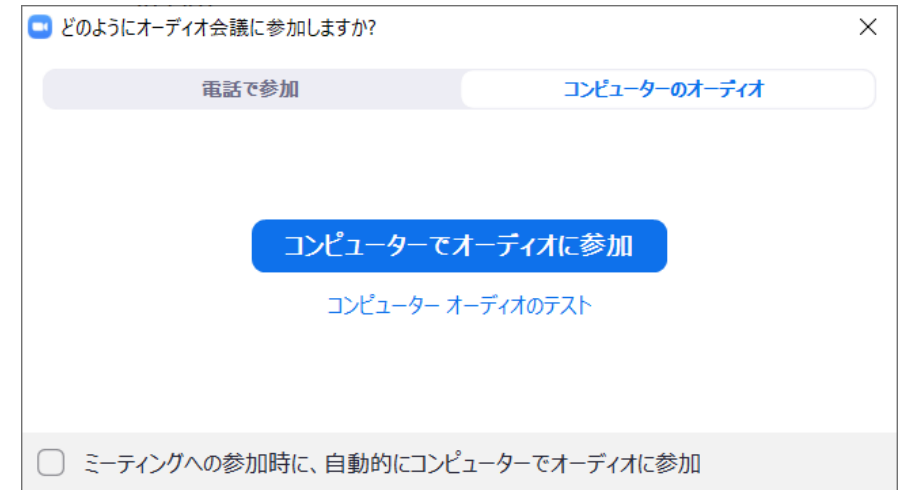 どのようにオーディオ会議に参加しますか?
電話で参加
コンピューターのオーディオ
コンピューターでオーディオに参加
コンピューター オーディオのテスト
ミーティングへの参加時に、自動的にコンピューターでオーディオに参加